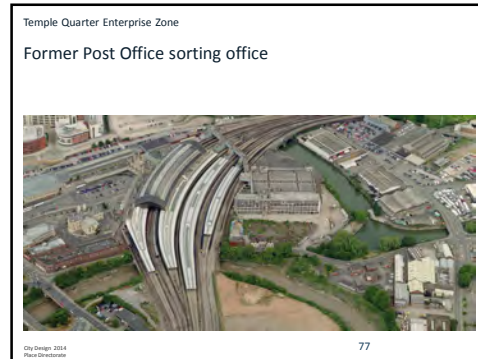 Temple Quarter Enterprise Zone
Former Post Office sorting office
City Design 2014
Place Directorate
77